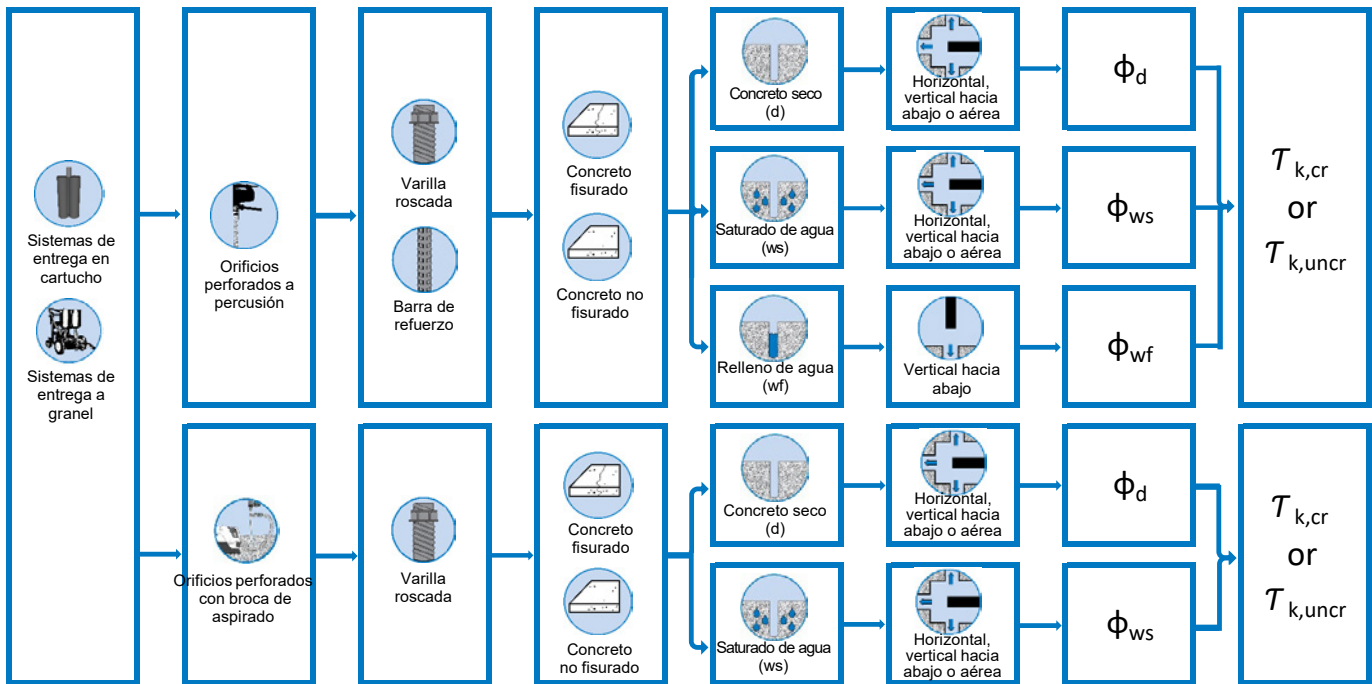 Sistemas de
entrega en
cartucho
Sistemas de
entrega a
granel
Orificios
perforados a
percusión
Varilla
roscada
Barra de
refuerzo
Concreto
fisurado
Concreto no
fisurado
Concreto seco
(d)
Horizontal,
vertical hacia
abajo o aérea
ϕd
Saturado de agua
(ws)
Horizontal,
vertical hacia
abajo o aérea
ϕws
Relleno de agua
(wf)
Vertical hacia
abajo
ϕwf
τ k,cr
or
τ k,uncr
Orificios perforados
con broca de
aspirado
Varilla
roscada
Concreto
fisurado
Concreto
no fisurado
Concreto seco
(d)
Horizontal,
vertical hacia
abajo o aérea
ϕd
Saturado de agua
(ws)
Horizontal,
vertical hacia
abajo o aérea
ϕws
τ k,cr
or
τ k,uncr